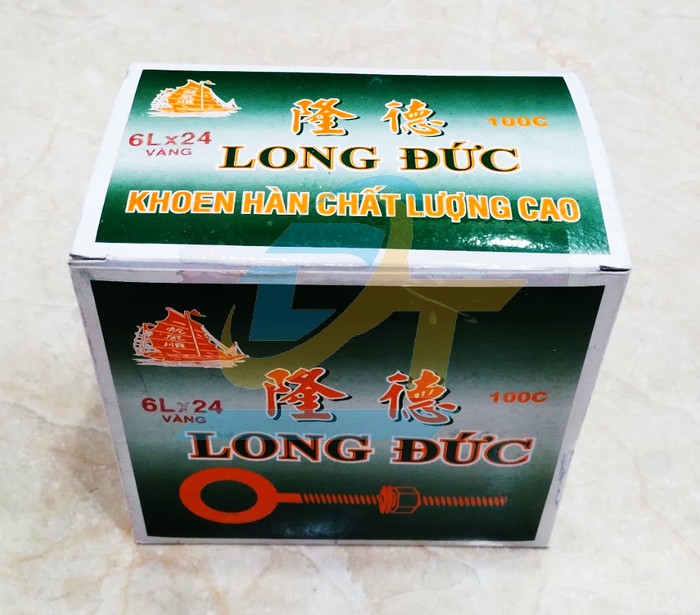 隆德
100C
6L x 24
VÀNG
LONG ĐỨC
KHOEN HÀN CHẤT LƯỢNG CAO
隆德
100C
6L x 24
VÀNG
LONG ĐỨC